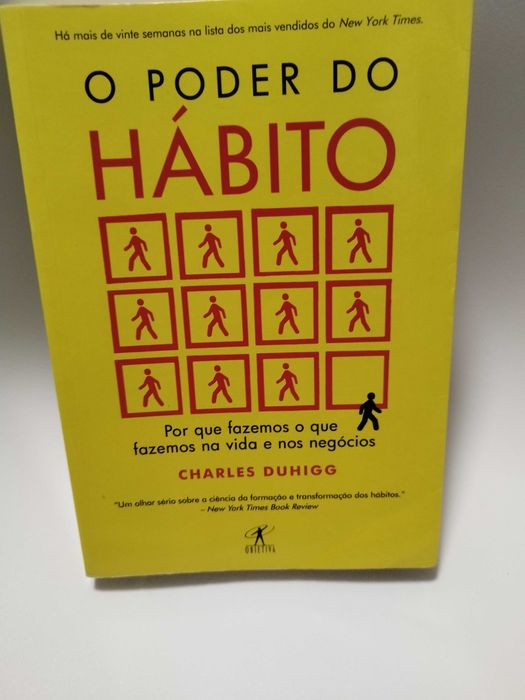 Há mais de vinte semanas na lista dos mais vendidos do New York Times.
O PODER DO
HÁBITO
Por que fazemos o que
fazemos na vida e nos negócios
CHARLES DUHIGG
"Um olhar sério sobre a ciência da formação e transformação dos hábitos."
– New York Times Book Review
OBJETIVA